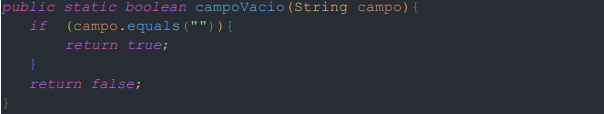 public static boolean campoVacio(String campo){
if (campo.equals("")){
return true;
}
return false;
}